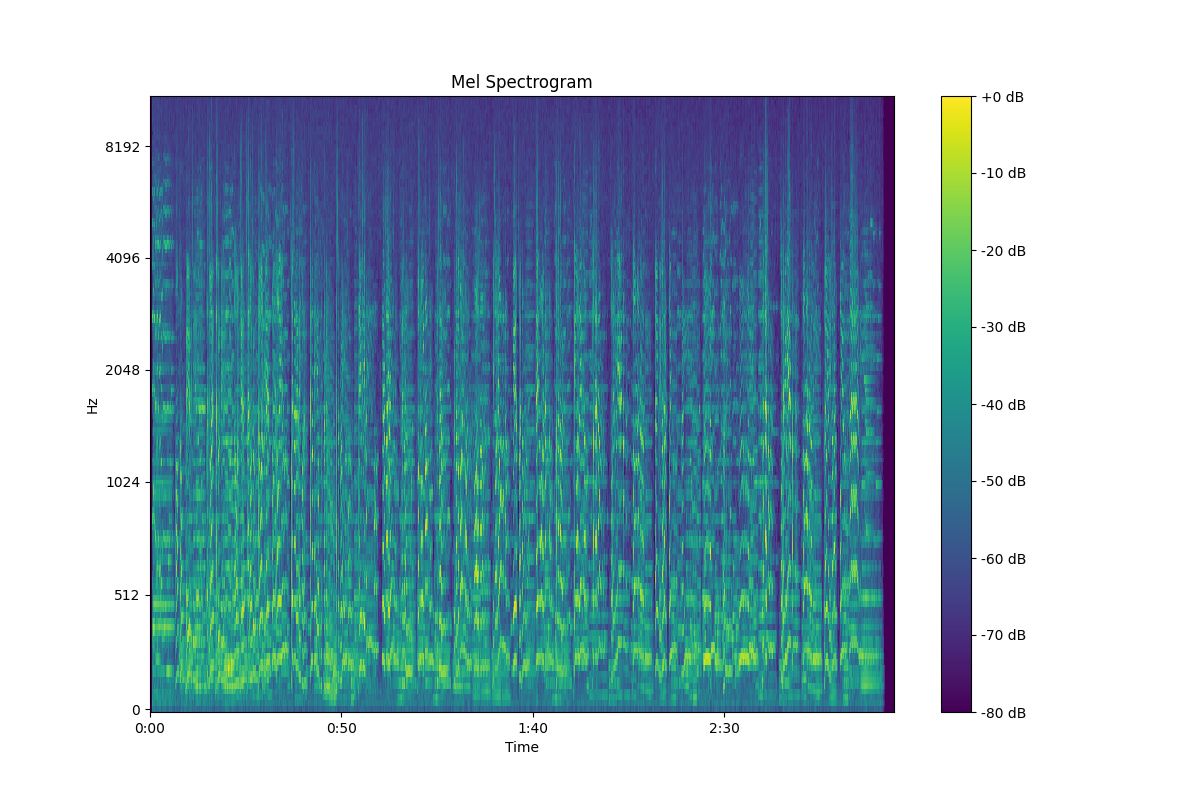 Mel Spectrogram
8192
4096
2048
1024
512
0
Hz
0:00
0:50
1:40
2:30
Time
+0 dB
-10 dB
-20 dB
-30 dB
-40 dB
-50 dB
-60 dB
-70 dB
-80 dB